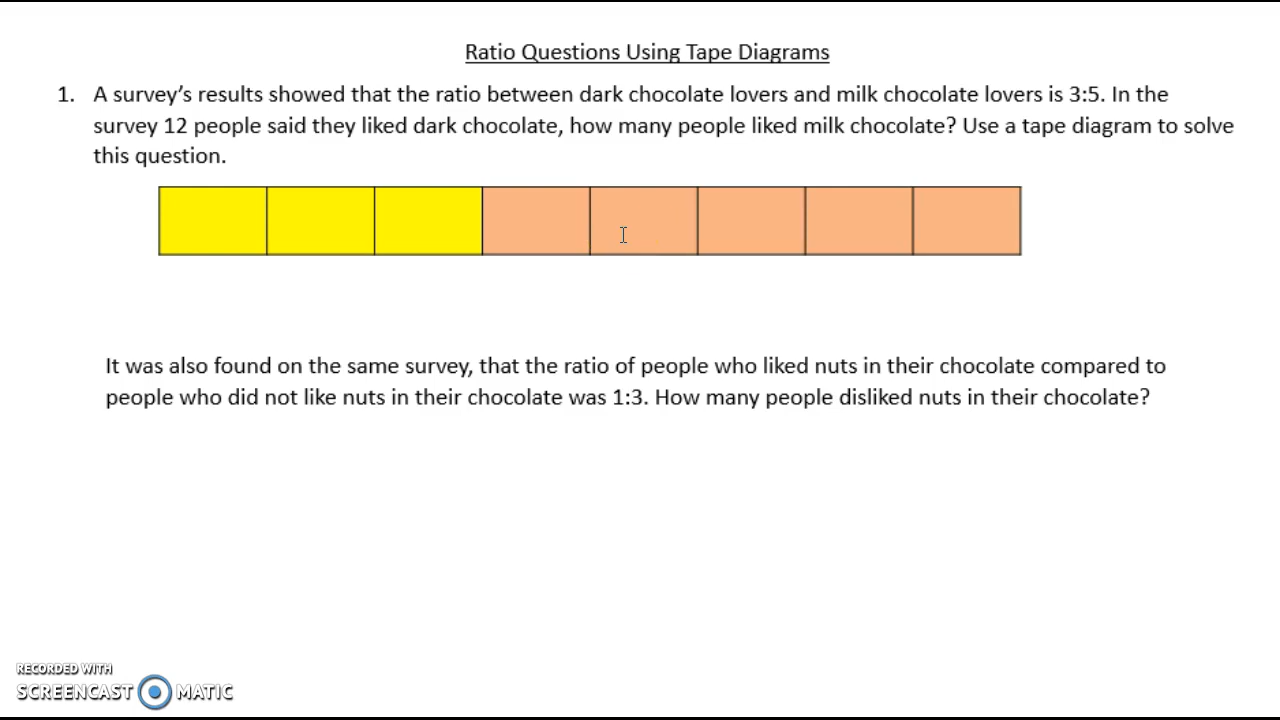 Ratio Questions Using Tape Diagrams
1. A survey’s results showed that the ratio between dark chocolate lovers and milk chocolate lovers is 3:5. In the
survey 12 people said they liked dark chocolate, how many people liked milk chocolate? Use a tape diagram to solve
this question.
It was also found on the same survey, that the ratio of people who liked nuts in their chocolate compared to
people who did not like nuts in their chocolate was 1:3. How many people disliked nuts in their chocolate?
RECORDED WITH
SCREENCAST MATIC